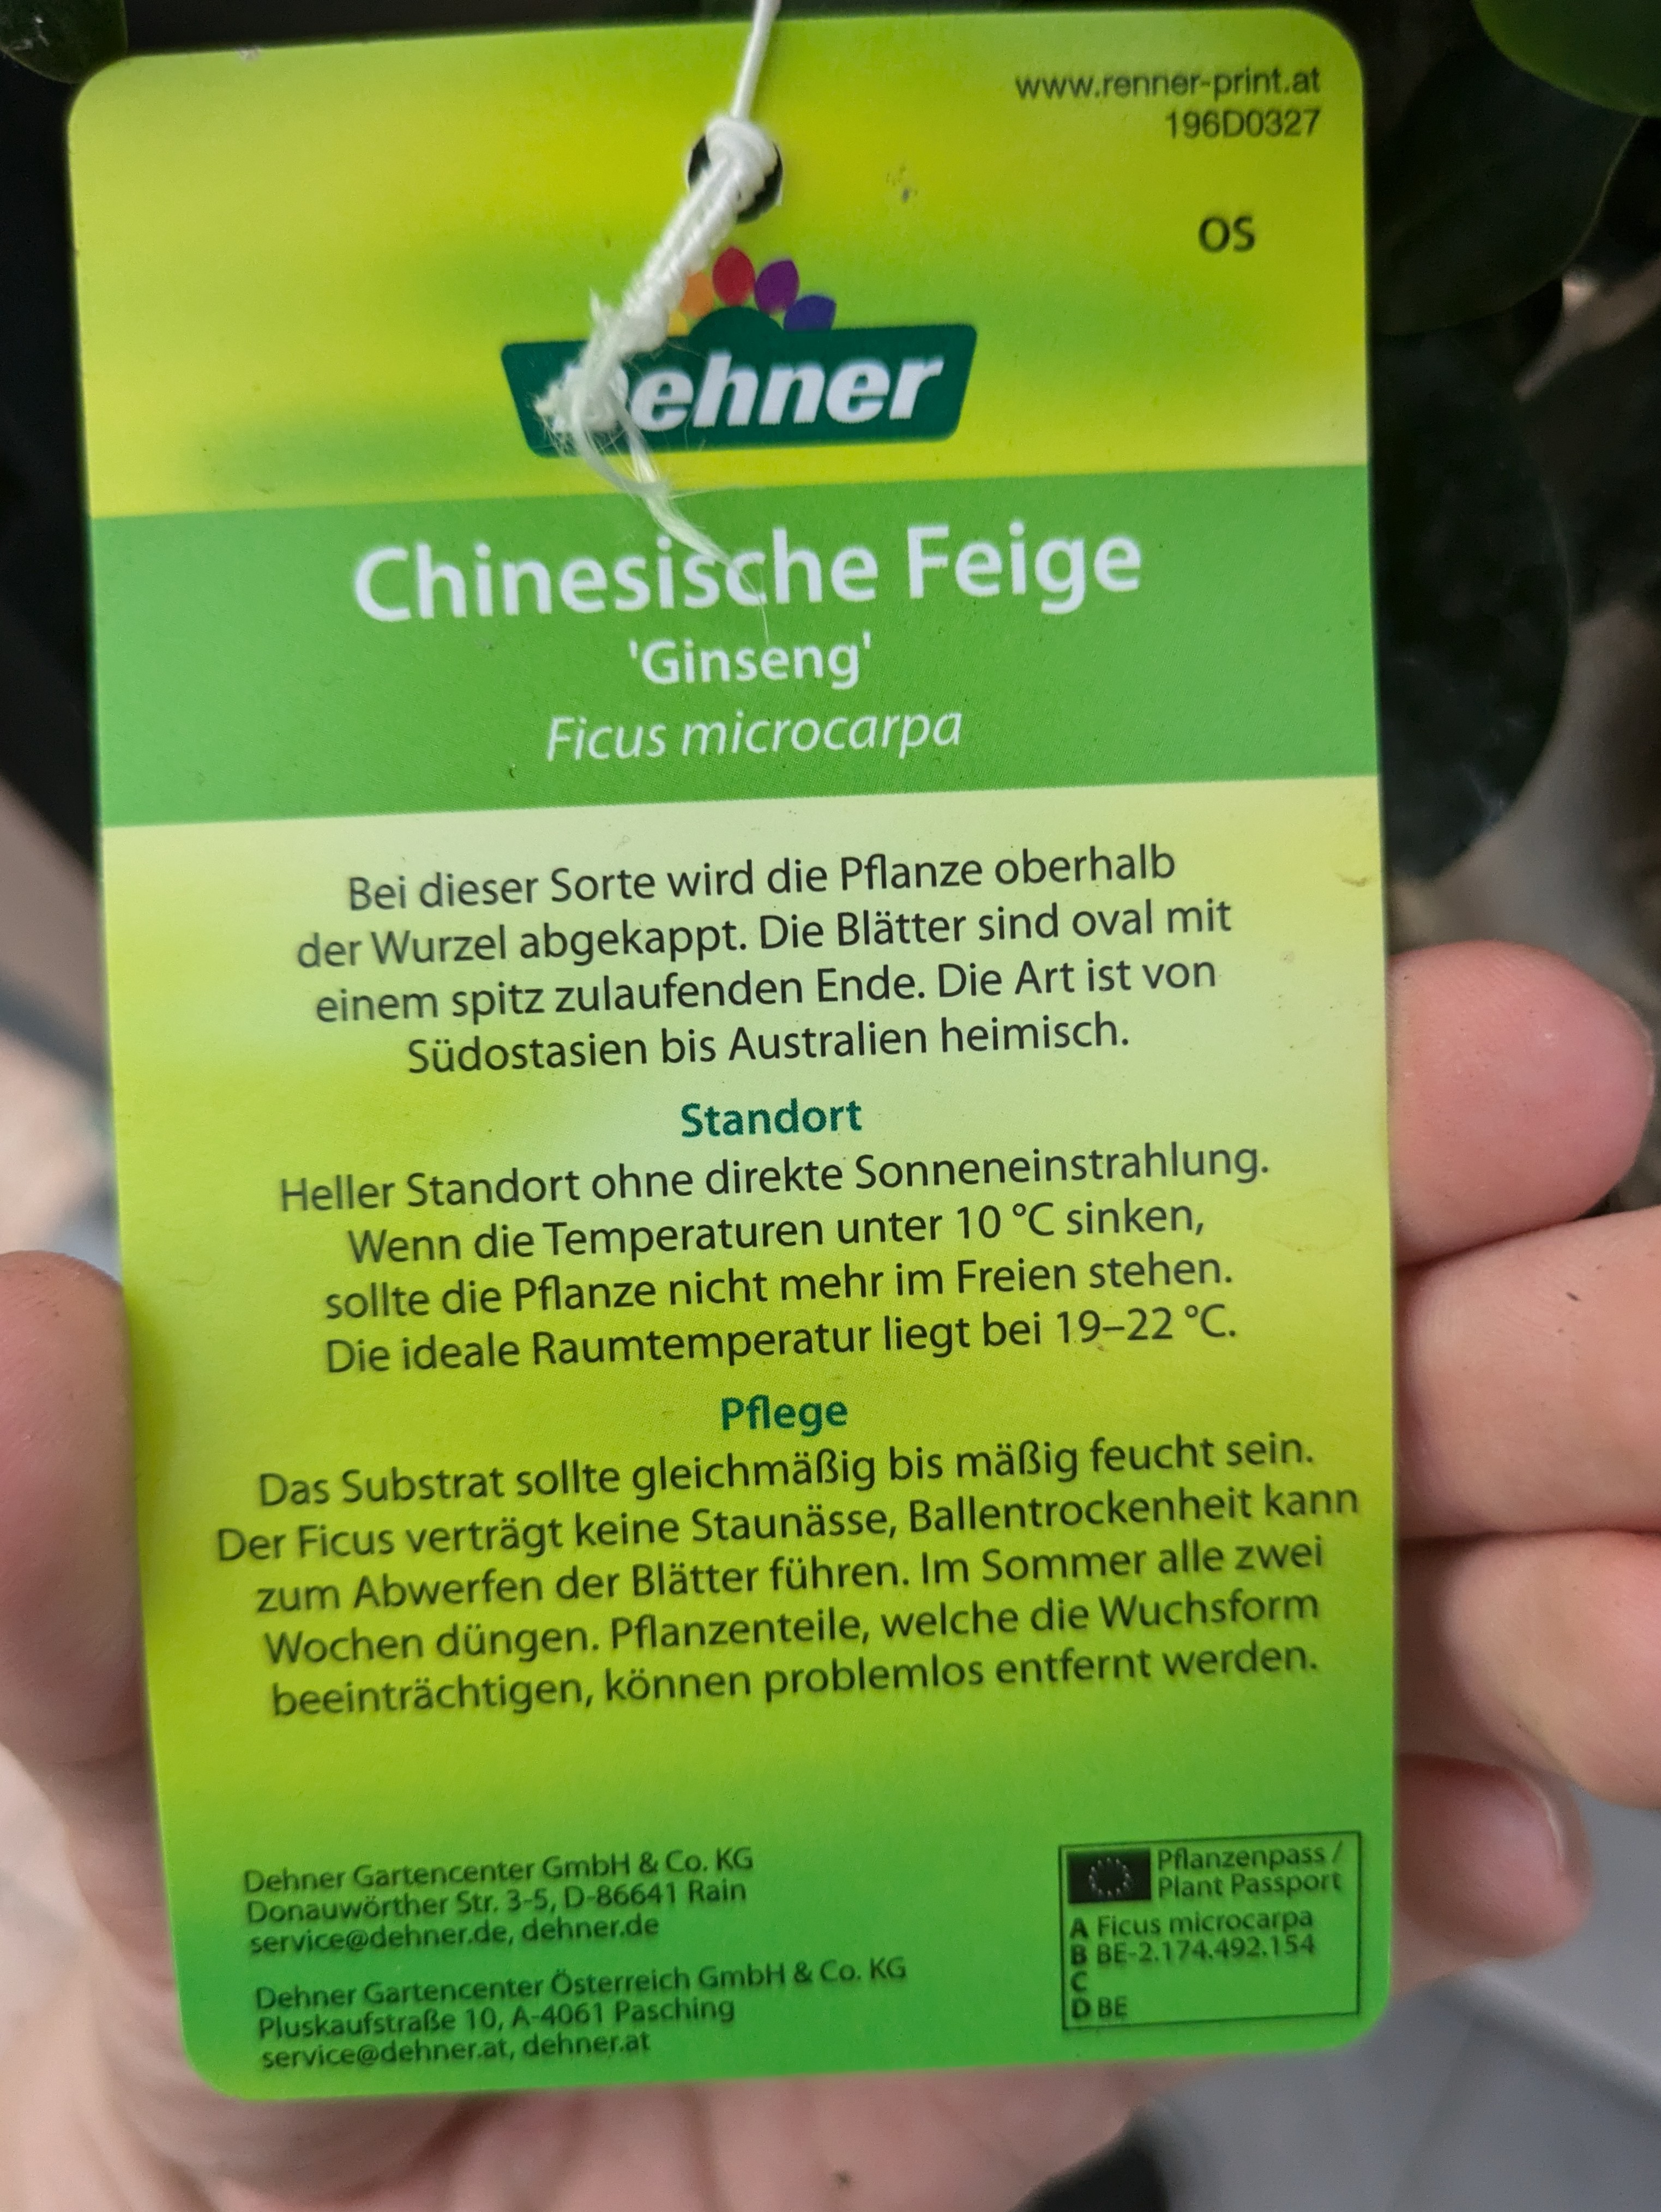 www.renner-print.at
196D0327
OS
ehner
Chinesische Feige
'Ginseng'
Ficus microcarpa
Bei dieser Sorte wird die Pflanze oberhalb
der Wurzel abgekappt. Die Blätter sind oval mit
einem spitz zulaufenden Ende. Die Art ist von
Südostasien bis Australien heimisch.
Standort
Heller Standort ohne direkte Sonneneinstrahlung.
Wenn die Temperaturen unter 10 °C sinken,
sollte die Pflanze nicht mehr im Freien stehen.
Die ideale Raumtemperatur liegt bei 19–22 °C.
Pflege
Das Substrat sollte gleichmäßig bis mäßig feucht sein.
Der Ficus verträgt keine Staunässe, Ballentrockenheit kann
zum Abwerfen der Blätter führen. Im Sommer alle zwei
Wochen düngen. Pflanzenteile, welche die Wuchsform
beeinträchtigen, können problemlos entfernt werden.
Dehner Gartencenter GmbH & Co. KG
Donauwörther Str. 3-5, D-86641 Rain
service@dehner.de, dehner.de
Dehner Gartencenter Österreich GmbH & Co. KG
Pluskaufstraße 10, A-4061 Pasching
service@dehner.at, dehner.at
Pflanzenpass /
Plant Passport
A Ficus microcarpa
B BE-2.174.492.154
C
D BE